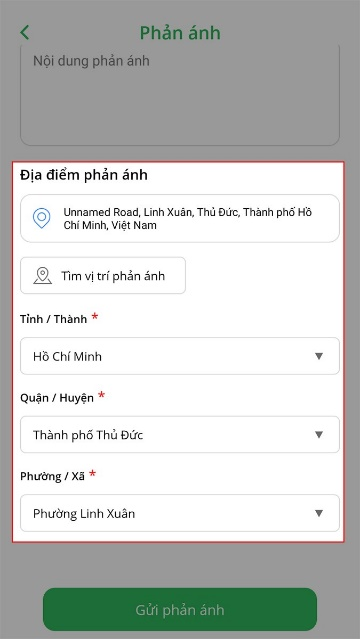 Phản ánh
Nội dung phản ánh
Địa điểm phản ánh
Unnamed Road, Linh Xuân, Thủ Đức, Thành phố Hồ
Chí Minh, Việt Nam
Tìm vị trí phản ánh
Tỉnh / Thành *
Hồ Chí Minh
Quận / Huyện *
Thành phố Thủ Đức
Phường / Xã *
Phường Linh Xuân
Gửi phản ánh